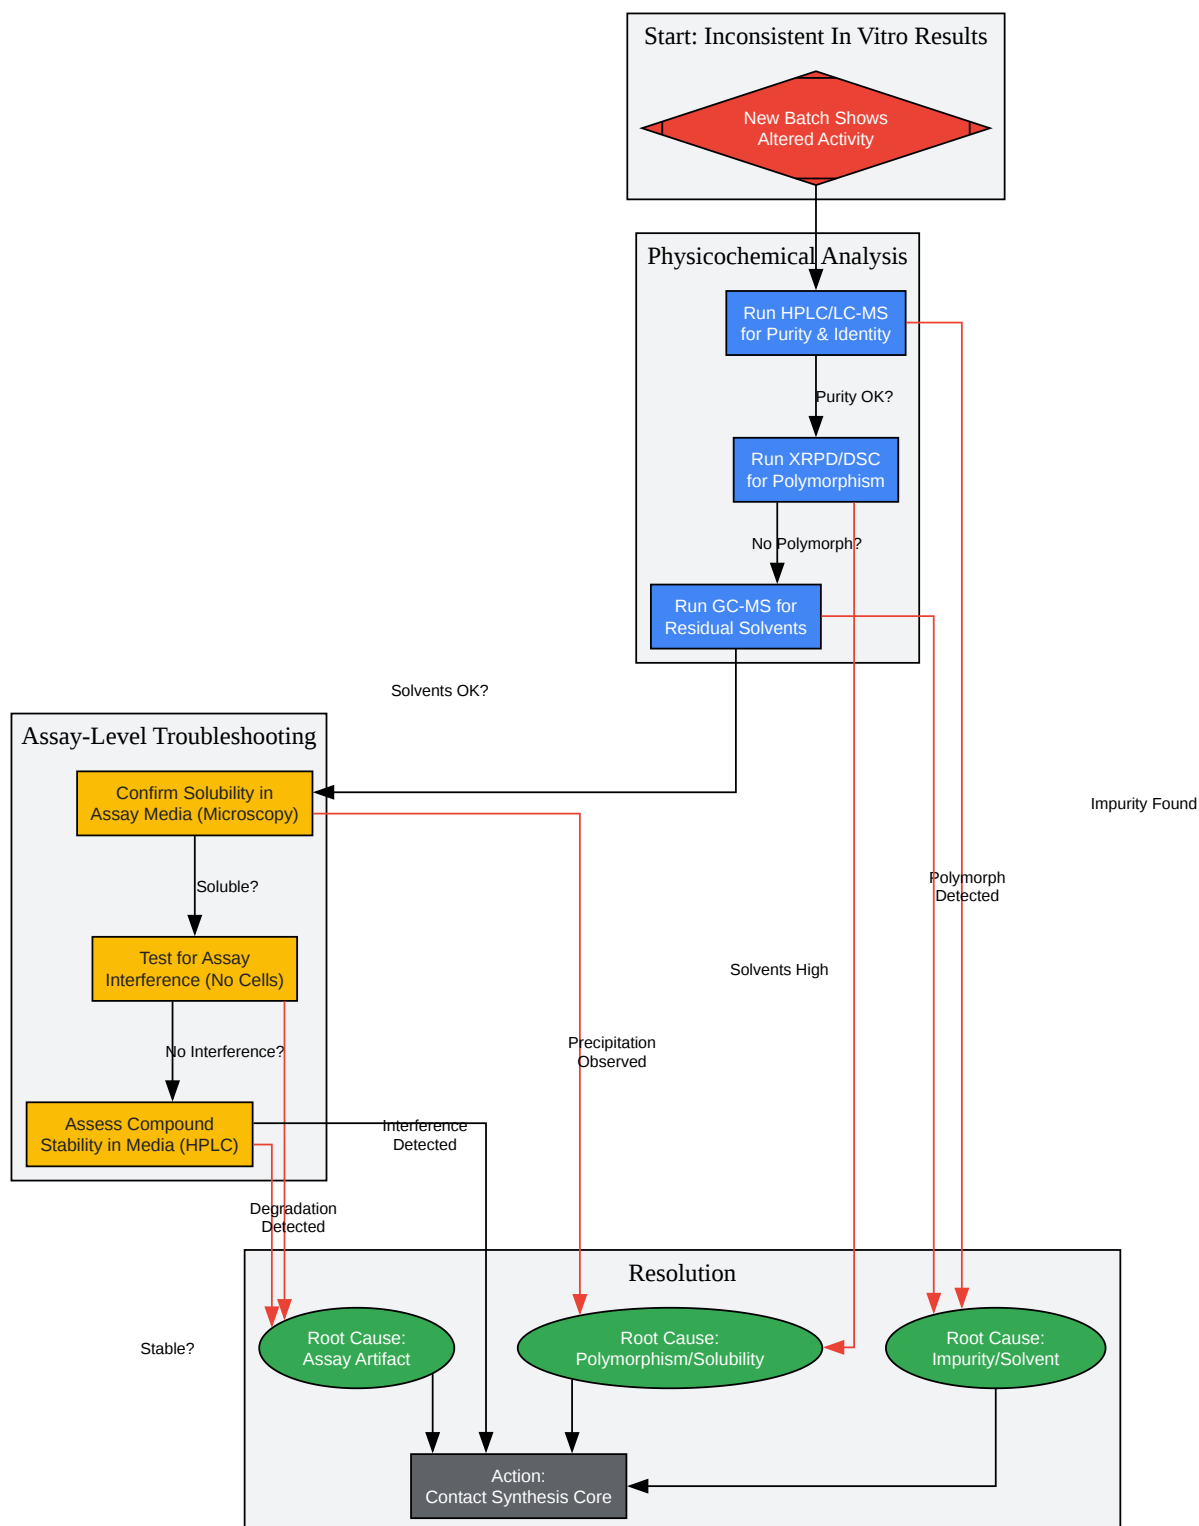 Start: Inconsistent In Vitro Results
New Batch Shows
Altered Activity
Physicochemical Analysis
Run HPLC/LC-MS
for Purity & Identity
Purity OK?
Run XRPD/DSC
for Polymorphism
No Polymorph?
Run GC-MS for
Residual Solvents
Solvents OK?
Assay-Level Troubleshooting
Confirm Solubility in
Assay Media (Microscopy)
Impurity Found
Soluble?
Polymorph
Detected
Test for Assay
Interference (No Cells)
Solvents High
No Interference?
Precipitation
Observed
Assess Compound
Stability in Media (HPLC)
Interference
Detected
Degradation
Detected
Resolution
Stable?
Root Cause:
Assay Artifact
Root Cause:
Polymorphism/Solubility
Root Cause:
Impurity/Solvent
Action:
Contact Synthesis Core